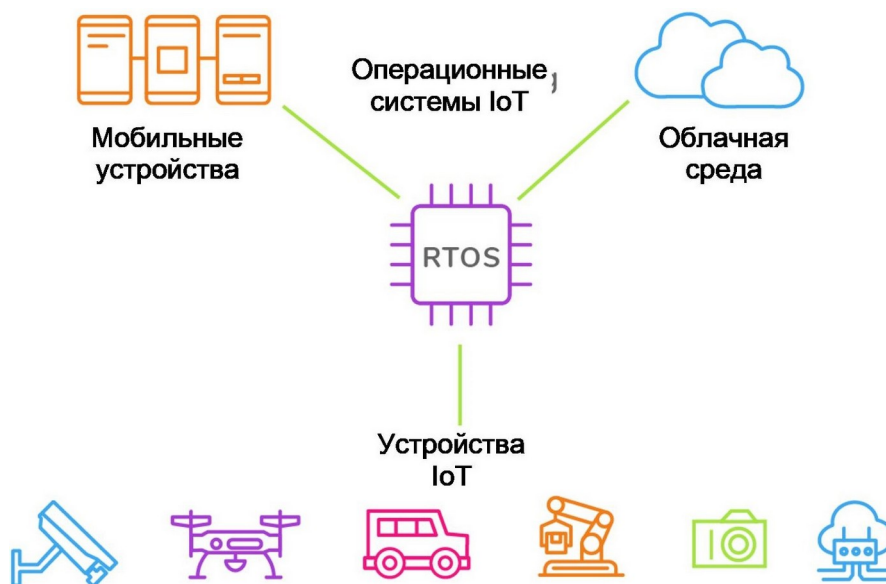 Операционные
системы IoT
Мобильные
устройства
Облачная
среда
RTOS
Устройства
IoT